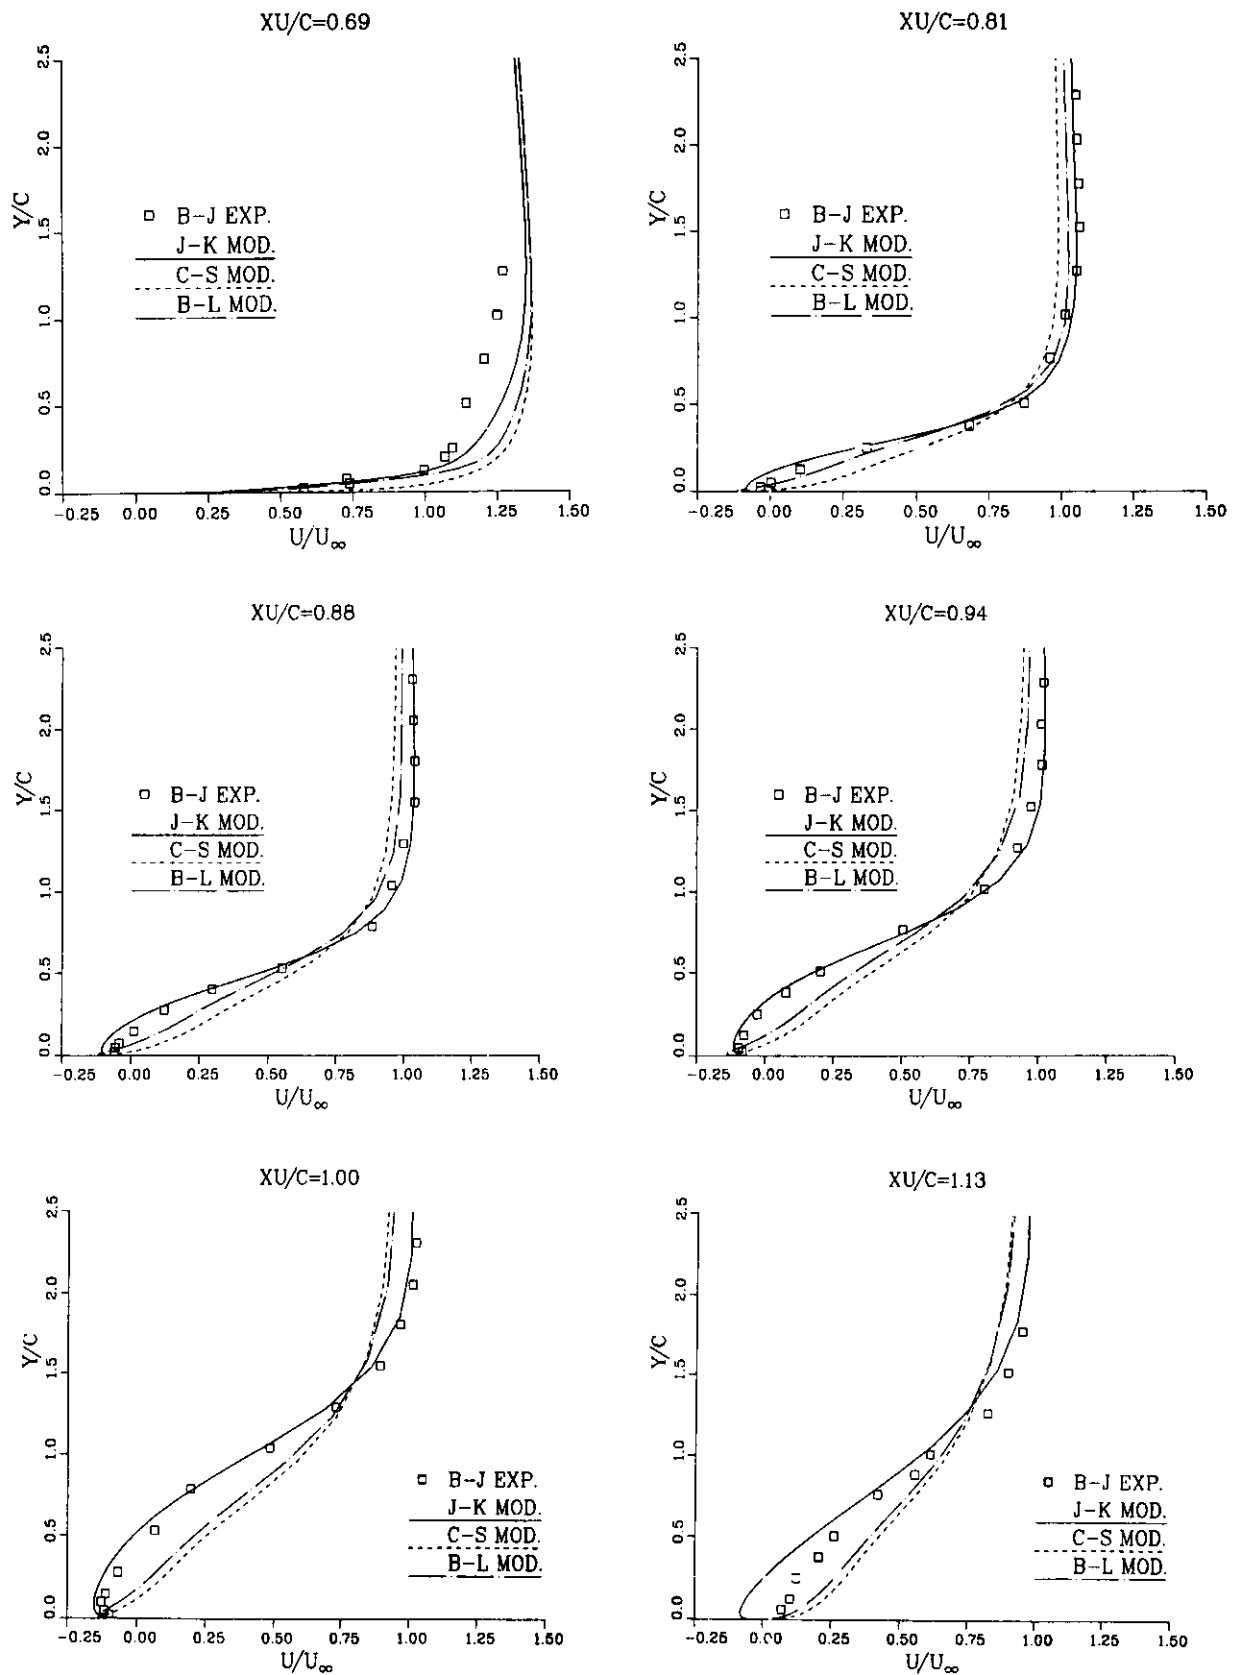 XU/C=0.69
2.5
2.0
1.5
1.0
0.5
0.0
Y/C
B-J EXP.
J-K MOD.
C-S MOD.
B-L MOD.
-0.25 0.00 0.25 0.50 0.75 1.00 1.25 1.50
U/U∞
XU/C=0.81
2.5
2.0
1.5
1.0
0.5
0.0
Y/C
B-J EXP.
J-K MOD.
C-S MOD.
B-L MOD.
-0.25 0.00 0.25 0.50 0.75 1.00 1.25 1.50
U/U∞
XU/C=0.88
2.5
2.0
1.5
1.0
0.5
0.0
Y/C
B-J EXP.
J-K MOD.
C-S MOD.
B-L MOD.
-0.25 0.00 0.25 0.50 0.75 1.00 1.25 1.50
U/U∞
XU/C=0.94
2.5
2.0
1.5
1.0
0.5
0.0
Y/C
B-J EXP.
J-K MOD.
C-S MOD.
B-L MOD.
-0.25 0.00 0.25 0.50 0.75 1.00 1.25 1.50
U/U∞
XU/C=1.00
2.5
2.0
1.5
1.0
0.5
0.0
Y/C
B-J EXP.
J-K MOD.
C-S MOD.
B-L MOD.
-0.25 0.00 0.25 0.50 0.75 1.00 1.25 1.50
U/U∞
XU/C=1.13
2.5
2.0
1.5
1.0
0.5
0.0
Y/C
B-J EXP.
J-K MOD.
C-S MOD.
B-L MOD.
-0.25 0.00 0.25 0.50 0.75 1.00 1.25 1.50
U/U∞